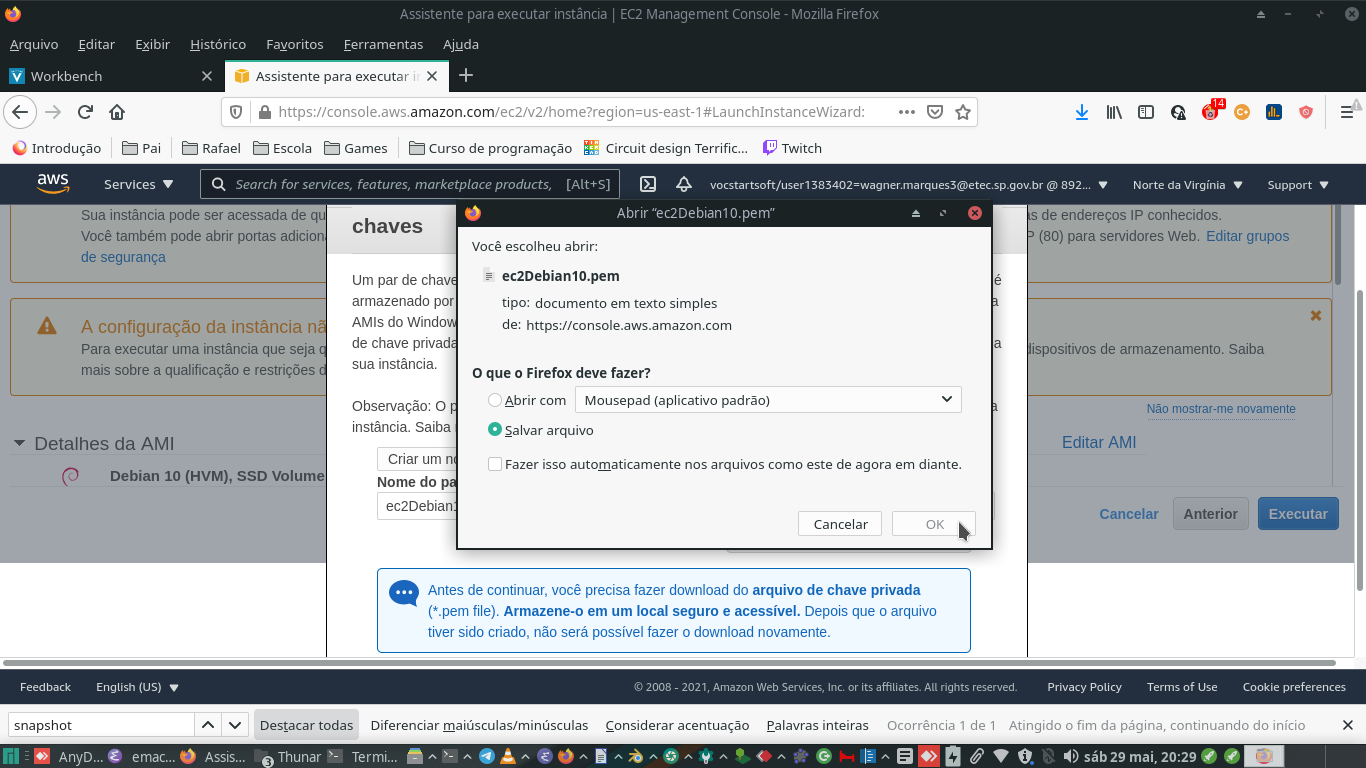 Assistente para executar instância | EC2 Management Console - Mozilla Firefox
Arquivo Editar Exibir Histórico Favoritos Ferramentas Ajuda
Workbench
Assistente para executar i
https://console.aws.amazon.com/ec2/v2/home?region=us-east-1#LaunchInstanceWizard:
14
Introdução Pai Rafael Escola Games Curso de programação Circuit design Terrific... Twitch
aws Services Search for services, features, marketplace products, [Alt+S] vocstartsoft/user1383402=wagner.marques3@etec.sp.gov.br @ 892... Norte da Virgínia Support
Sua instância pode ser acessada de qu
as de endereços IP conhecidos.
Você também pode abrir portas adiciona
P (80) para servidores Web. Editar grupos
de segurança
A configuração da instância nã
Para executar uma instância que seja q
dispositivos de armazenamento. Saiba
mais sobre a qualificação e restrições d
Não mostrar-me novamente
Detalhes da AMI
Editar AMI
Debian 10 (HVM), SSD Volume
Cancelar Anterior Executar
chaves
Um par de chave
é
armazenado por
a
AMIs do Window
de chave privada
a
sua instância.
Observação: O p
a
instância. Saiba
Criar um no
Nome do pa
ec2Debian1
Abrir “ec2Debian10.pem”
Você escolheu abrir:
ec2Debian10.pem
tipo: documento em texto simples
de: https://console.aws.amazon.com
O que o Firefox deve fazer?
Abrir com Mousepad (aplicativo padrão)
Salvar arquivo
Fazer isso automaticamente nos arquivos como este de agora em diante.
Cancelar OK
Antes de continuar, você precisa fazer download do arquivo de chave privada
(*.pem file). Armazene-o em um local seguro e acessível. Depois que o arquivo
tiver sido criado, não será possível fazer o download novamente.
Feedback English (US) © 2008 - 2021, Amazon Web Services, Inc. or its affiliates. All rights reserved. Privacy Policy Terms of Use Cookie preferences
snapshot Destacar todas Diferenciar maiúsculas/minúsculas Considerar acentuação Palavras inteiras Ocorrência 1 de 1 Atingido o fim da página, continuando do início
AnyD... emac... Assis... 3 Thunar Termi... sáb 29 mai, 20:29